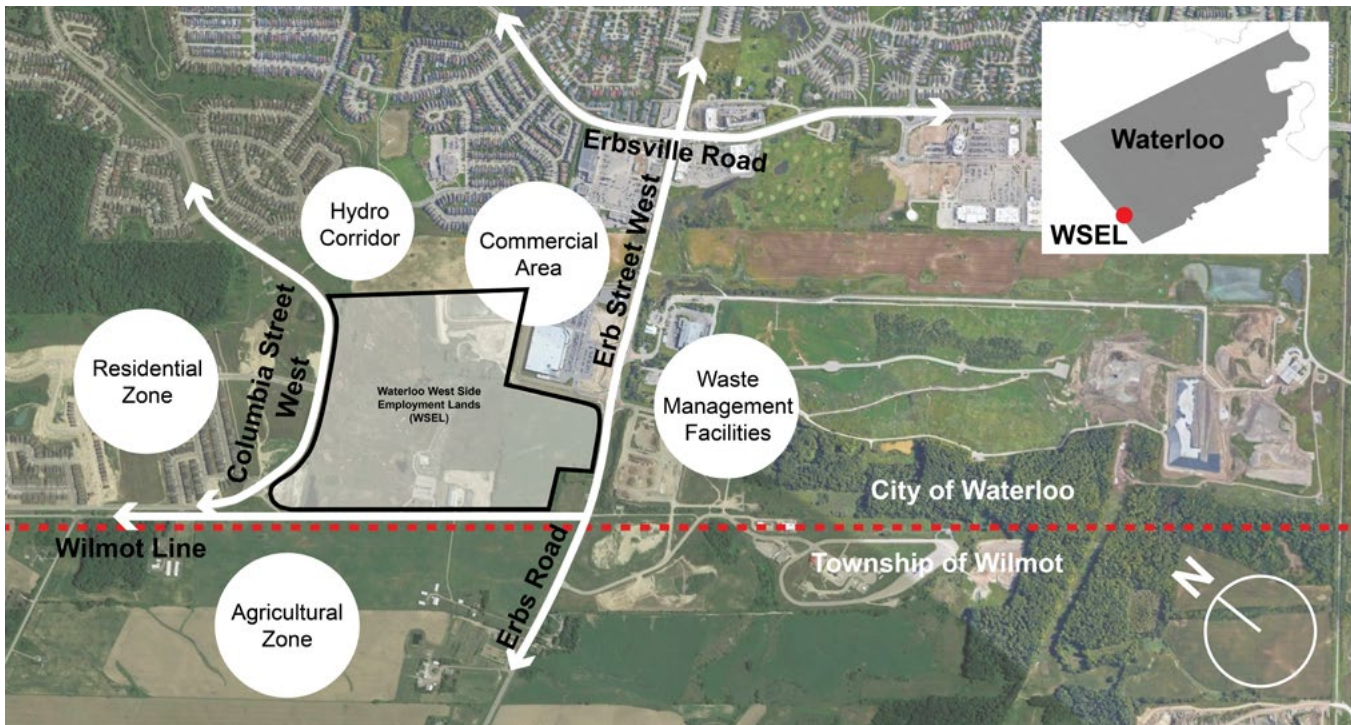 Erbsville Road
Waterloo
WSEL
Hydro
Corridor
Commercial
Area
Erb Street West
Columbia Street
West
Residential
Zone
Waterloo West Side
Employment Lands
(WSEL)
Waste
Management
Facilities
City of Waterloo
Wilmot Line
Township of Wilmot
Agricultural
Zone
Erbs Road
N